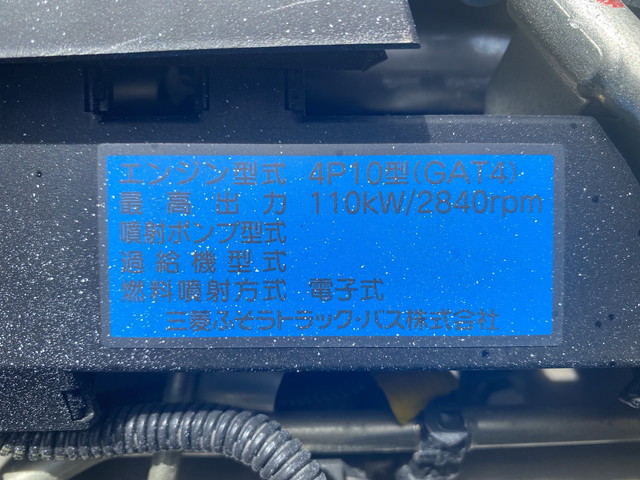 エンジン型式 4P10型(GAT4)
最高出力 110kW/2840rpm
噴射ポンプ型式
過給機型式
燃料噴射方式 電子式
三菱ふそうトラック・バス株式会社